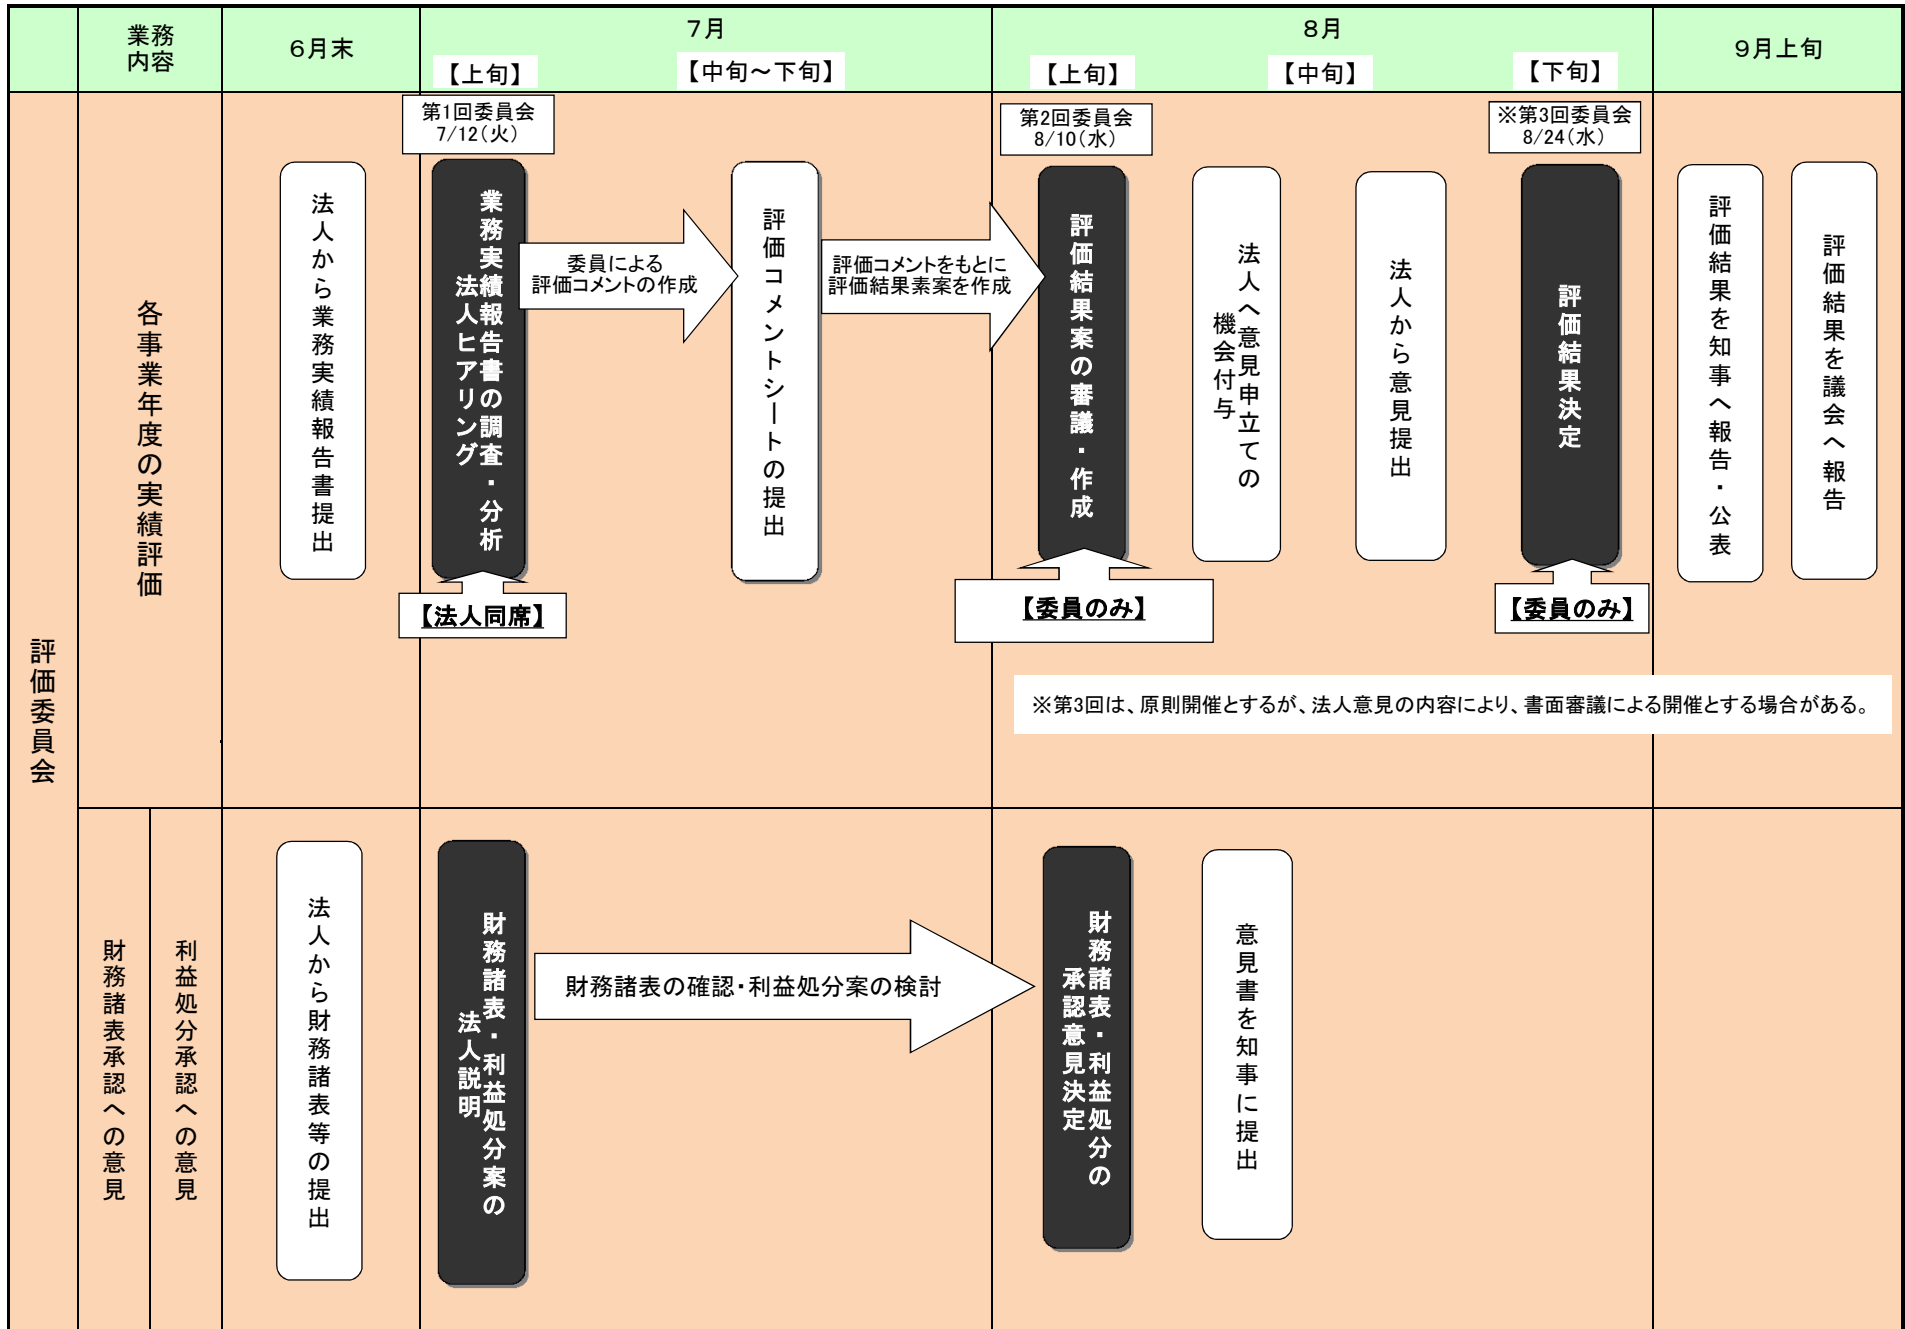 業務
内容
６月末
７月
【上旬】
【中旬～下旬】
８月
【上旬】
【中旬】
【下旬】
９月上旬
評価委員会
各事業年度の実績評価
第1回委員会
7/12（火）
第2回委員会
8/10（水）
※第3回委員会
8/24（水）
法人から業務実績報告書提出
業務実績報告書の調査・分析
法人ヒアリング
委員による
評価コメントの作成
評価コメントシートの提出
評価コメントをもとに
評価結果素案を作成
評価結果案の審議・作成
法人へ意見申立ての
機会付与
法人から意見提出
評価結果決定
評価結果を知事へ報告・公表
評価結果を議会へ報告
【法人同席】
【委員のみ】
【委員のみ】
※第3回は、原則開催とするが、法人意見の内容により、書面審議による開催とする場合がある。
財務諸表承認への意見
利益処分承認への意見
法人から財務諸表等の提出
財務諸表・利益処分案の
法人説明
財務諸表の確認・利益処分案の検討
財務諸表・利益処分の
承認意見決定
意見書を知事に提出